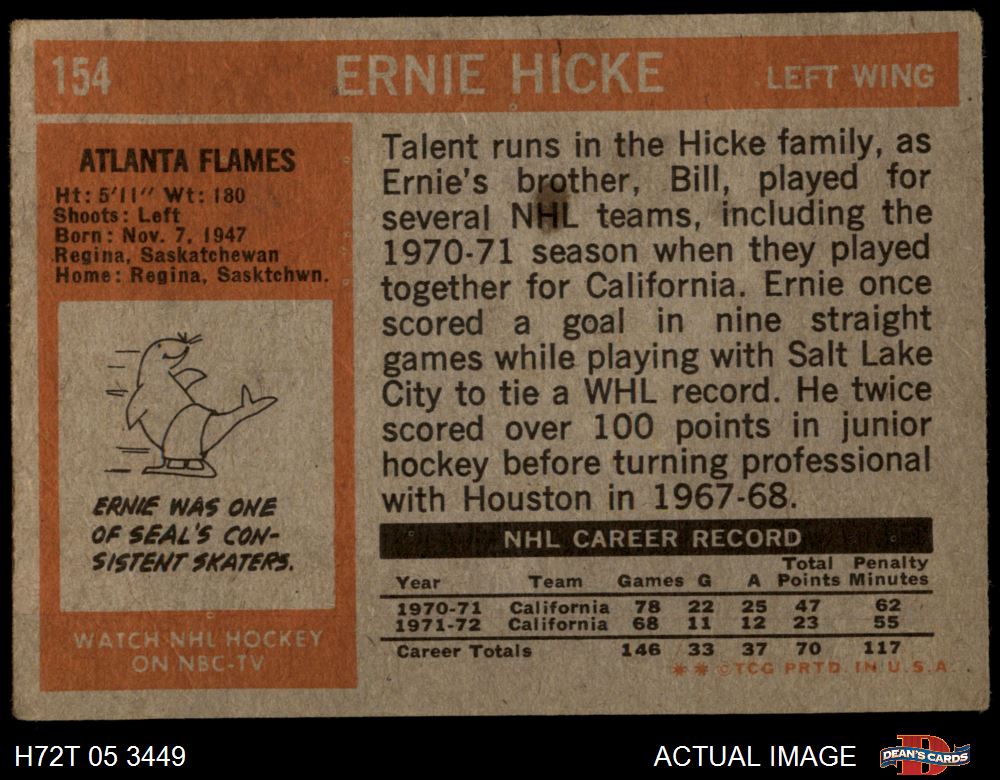 154 ERNIE HICKE LEFT WING
ATLANTA FLAMES
Ht: 5'11" Wt: 180
Shoots: Left
Born: Nov. 7, 1947
Regina, Saskatchewan
Home: Regina, Sasktchwn.
ERNIE WAS ONE
OF SEAL'S CON-
SISTENT SKATERS.
WATCH NHL HOCKEY
ON NBC-TV
Talent runs in the Hicke family, as
Ernie's brother, Bill, played for
several NHL teams, including the
1970-71 season when they played
together for California. Ernie once
scored a goal in nine straight
games while playing with Salt Lake
City to tie a WHL record. He twice
scored over 100 points in junior
hockey before turning professional
with Houston in 1967-68.
NHL CAREER RECORD
Year Team Games G A Total Points Penalty Minutes
1970-71 California 78 22 25 47 62
1971-72 California 68 11 12 23 55
Career Totals 146 33 37 70 117
** © TCG PRTD. IN U.S.A.
H72T 05 3449 ACTUAL IMAGE DEAN'S CARDS